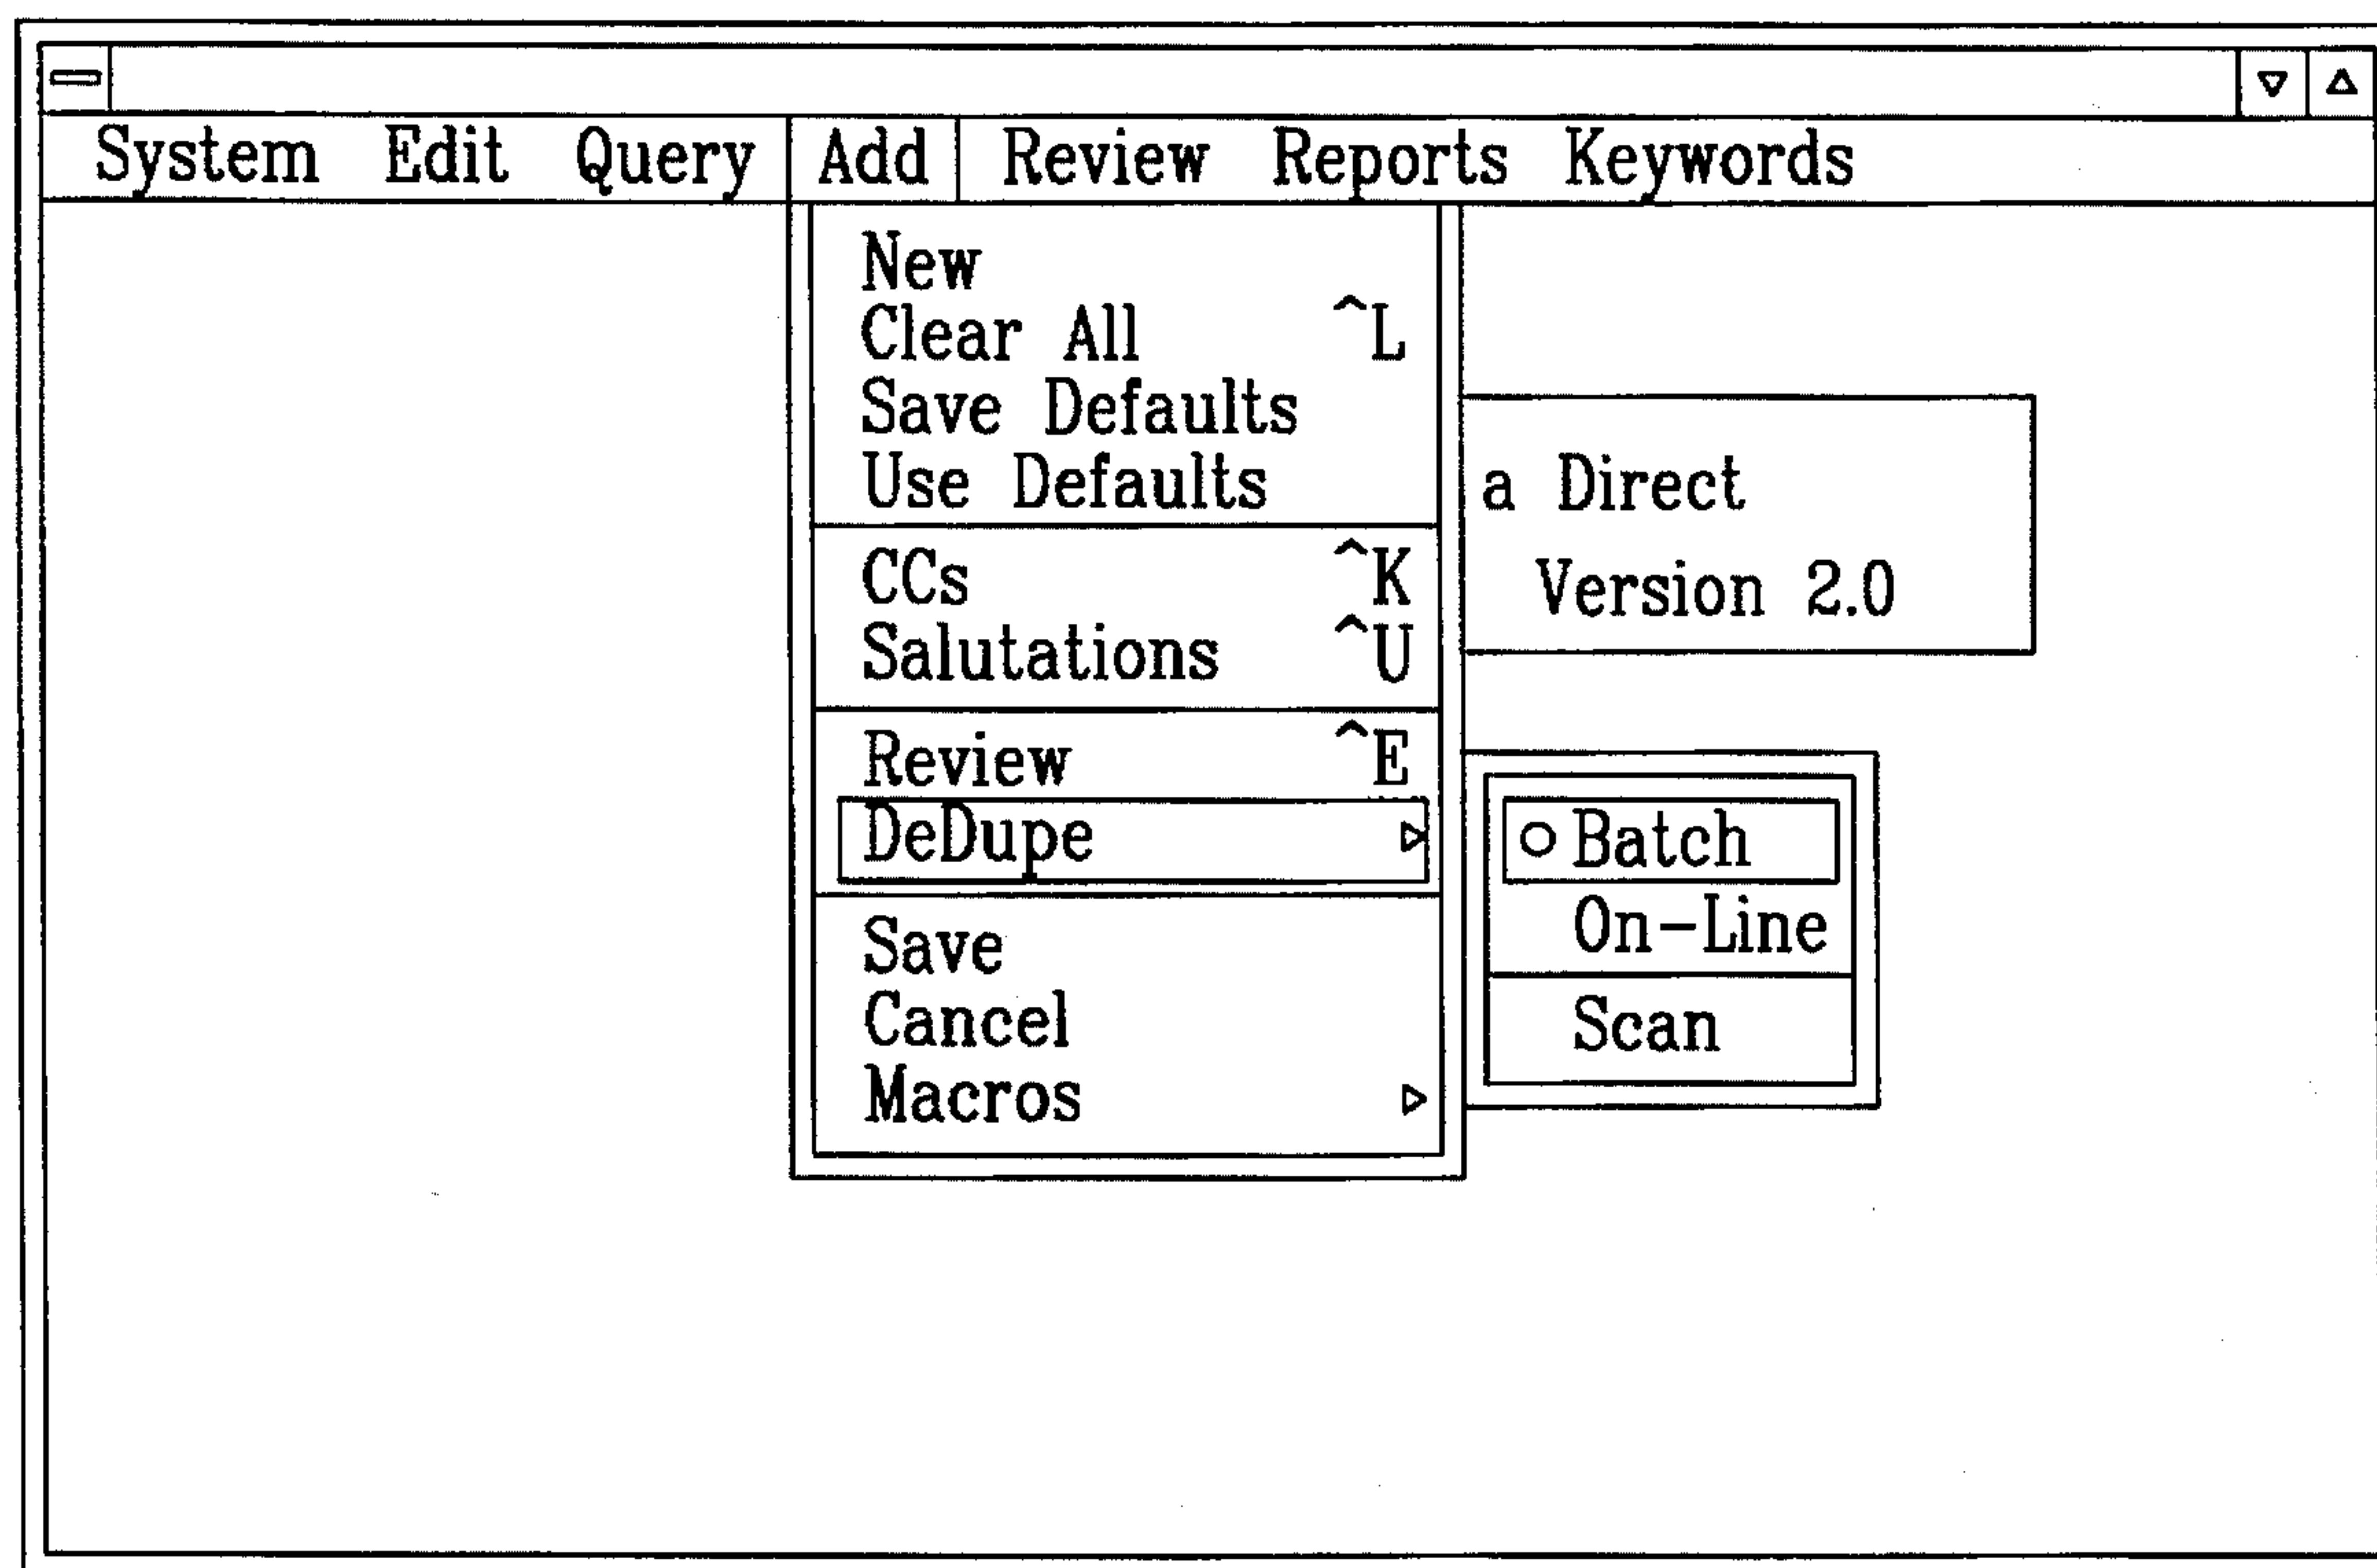 System Edit Query Add Review Reports Keywords
New
Clear All ^L
Save Defaults
Use Defaults
CCs ^K
Salutations ^U
Review ^E
DeDupe
Save
Cancel
Macros
a Direct
Version 2.0
Batch
On-Line
Scan